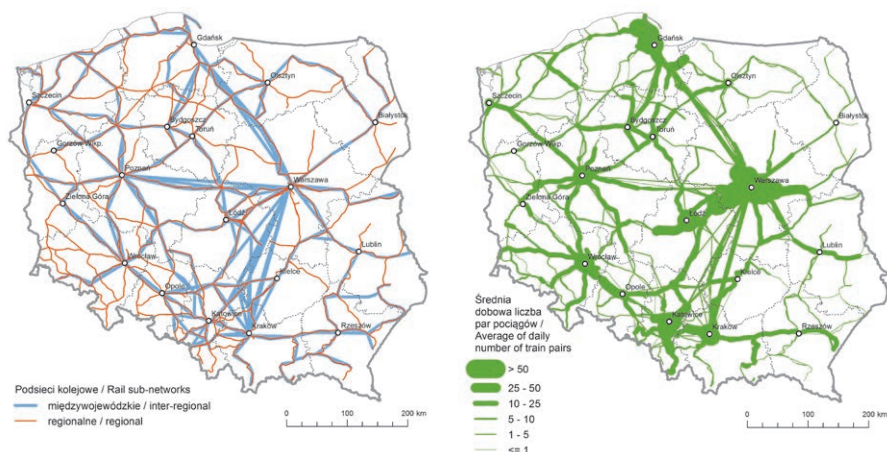 Gdańsk
Olsztyn
Szczecin
Bydgoszcz
Toruń
Białystok
Gorzów Wlkp.
Poznań
Warszawa
Zielona Góra
Łódź
Lublin
Wrocław
Kielce
Opole
Katowice
Kraków
Rzeszów
Podsieci kolejowe / Rail sub-networks
międzywojewódzkie / inter-regional
regionalne / regional
0 100 200 km
Gdańsk
Olsztyn
Szczecin
Bydgoszcz
Toruń
Białystok
Gorzów Wlkp.
Poznań
Warszawa
Zielona Góra
Łódź
Lublin
Wrocław
Kielce
Opole
Katowice
Kraków
Rzeszów
Średnia
dobowa liczba
par pociągów /
Average of daily
number of train pairs
> 50
25 - 50
10 - 25
5 - 10
1 - 5
<= 1
0 100 200 km